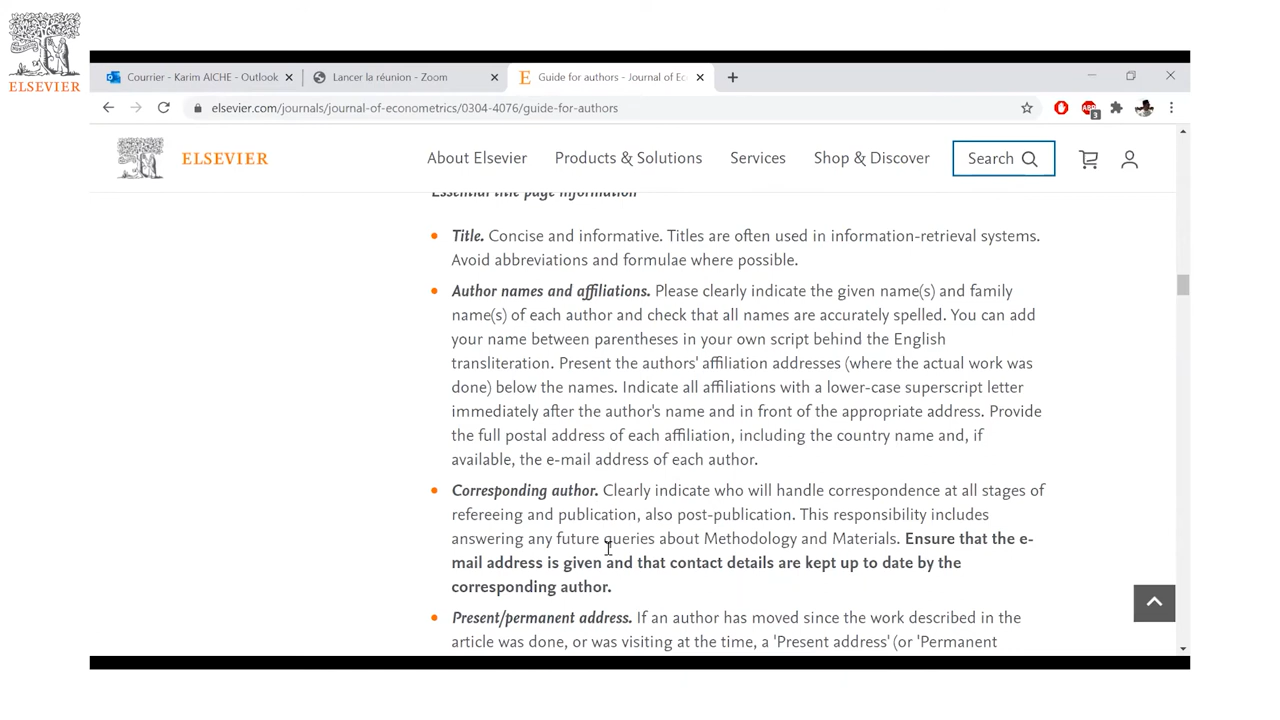 ELSEVIER
Courrier - Karim AICHE - Outlook
Lancer la réunion - Zoom
Guide for authors - Journal of Ec
elsevier.com/journals/journal-of-econometrics/0304-4076/guide-for-authors
ABP
3
ELSEVIER
About Elsevier
Products & Solutions
Services
Shop & Discover
Search
Essential title page information
Title. Concise and informative. Titles are often used in information-retrieval systems.
Avoid abbreviations and formulae where possible.
Author names and affiliations. Please clearly indicate the given name(s) and family
name(s) of each author and check that all names are accurately spelled. You can add
your name between parentheses in your own script behind the English
transliteration. Present the authors' affiliation addresses (where the actual work was
done) below the names. Indicate all affiliations with a lower-case superscript letter
immediately after the author's name and in front of the appropriate address. Provide
the full postal address of each affiliation, including the country name and, if
available, the e-mail address of each author.
Corresponding author. Clearly indicate who will handle correspondence at all stages of
refereeing and publication, also post-publication. This responsibility includes
answering any future queries about Methodology and Materials. Ensure that the e-
mail address is given and that contact details are kept up to date by the
corresponding author.
Present/permanent address. If an author has moved since the work described in the
article was done, or was visiting at the time, a 'Present address' (or 'Permanent